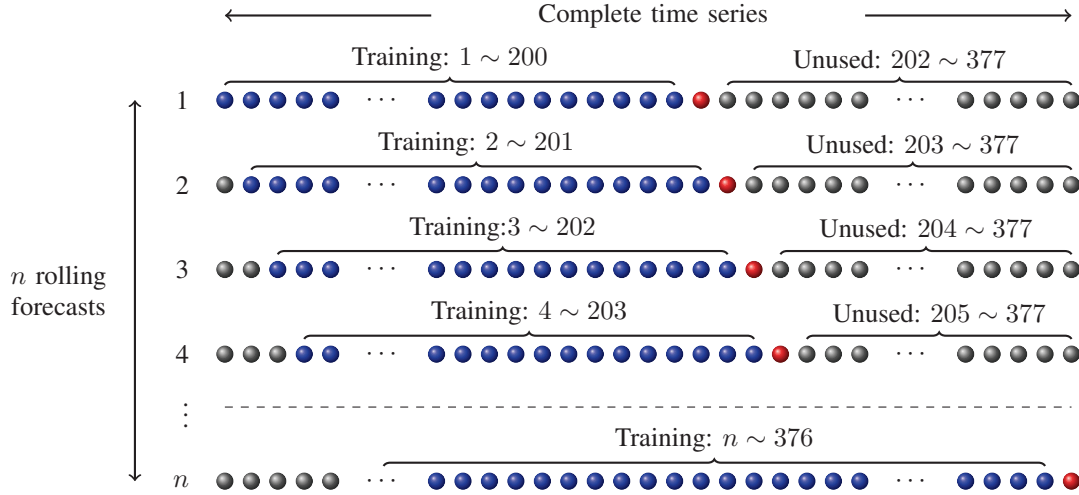 Complete time series
Training: 1 ∼ 200
Unused: 202 ∼ 377
1 ··· ···
Training: 2 ∼ 201
Unused: 203 ∼ 377
2 ··· ···
Training:3 ∼ 202
Unused: 204 ∼ 377
3 ··· ···
n rolling
forecasts
Training: 4 ∼ 203
Unused: 205 ∼ 377
4 ··· ···
⋮
Training: n ∼ 376
n ··· ···